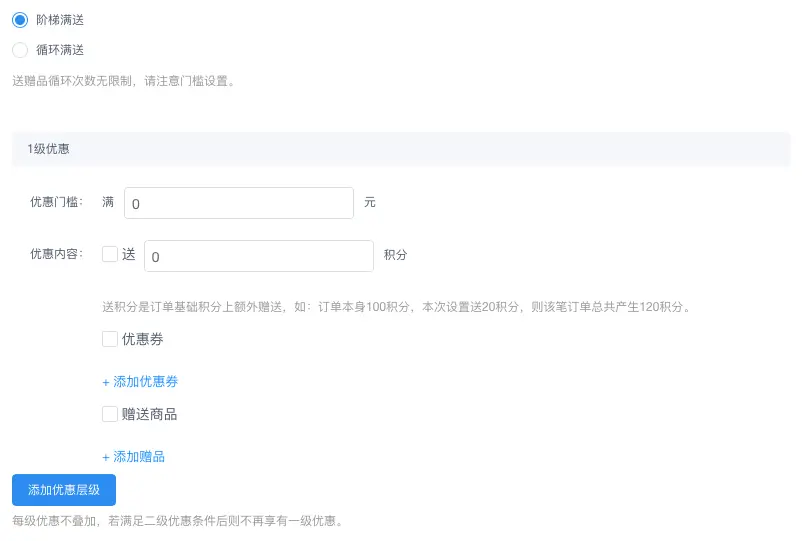 阶梯满送
循环满送
送赠品循环次数无限制，请注意门槛设置。
1级优惠
优惠门槛： 满 0 元
优惠内容： 送 0 积分
送积分是订单基础积分上额外赠送，如：订单本身100积分，本次设置送20积分，则该笔订单总共产生120积分。
优惠券
+ 添加优惠券
赠送商品
+ 添加赠品
添加优惠层级
每级优惠不叠加，若满足二级优惠条件后则不再享有一级优惠。